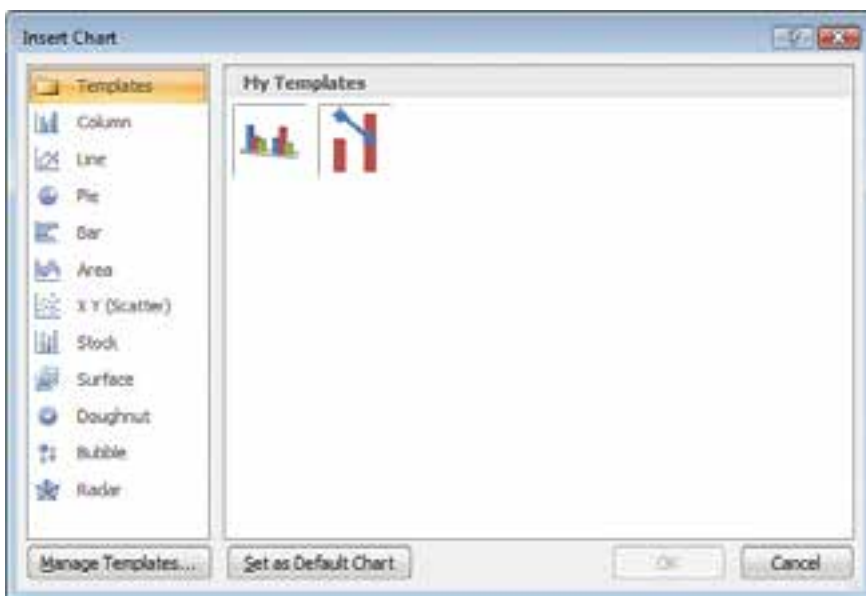 Insert Chart
Templates
Column
Line
Pie
Bar
Area
X Y (Scatter)
Stock
Surface
Doughnut
Bubble
Radar
My Templates
Manage Templates...
Set as Default Chart
OK
Cancel